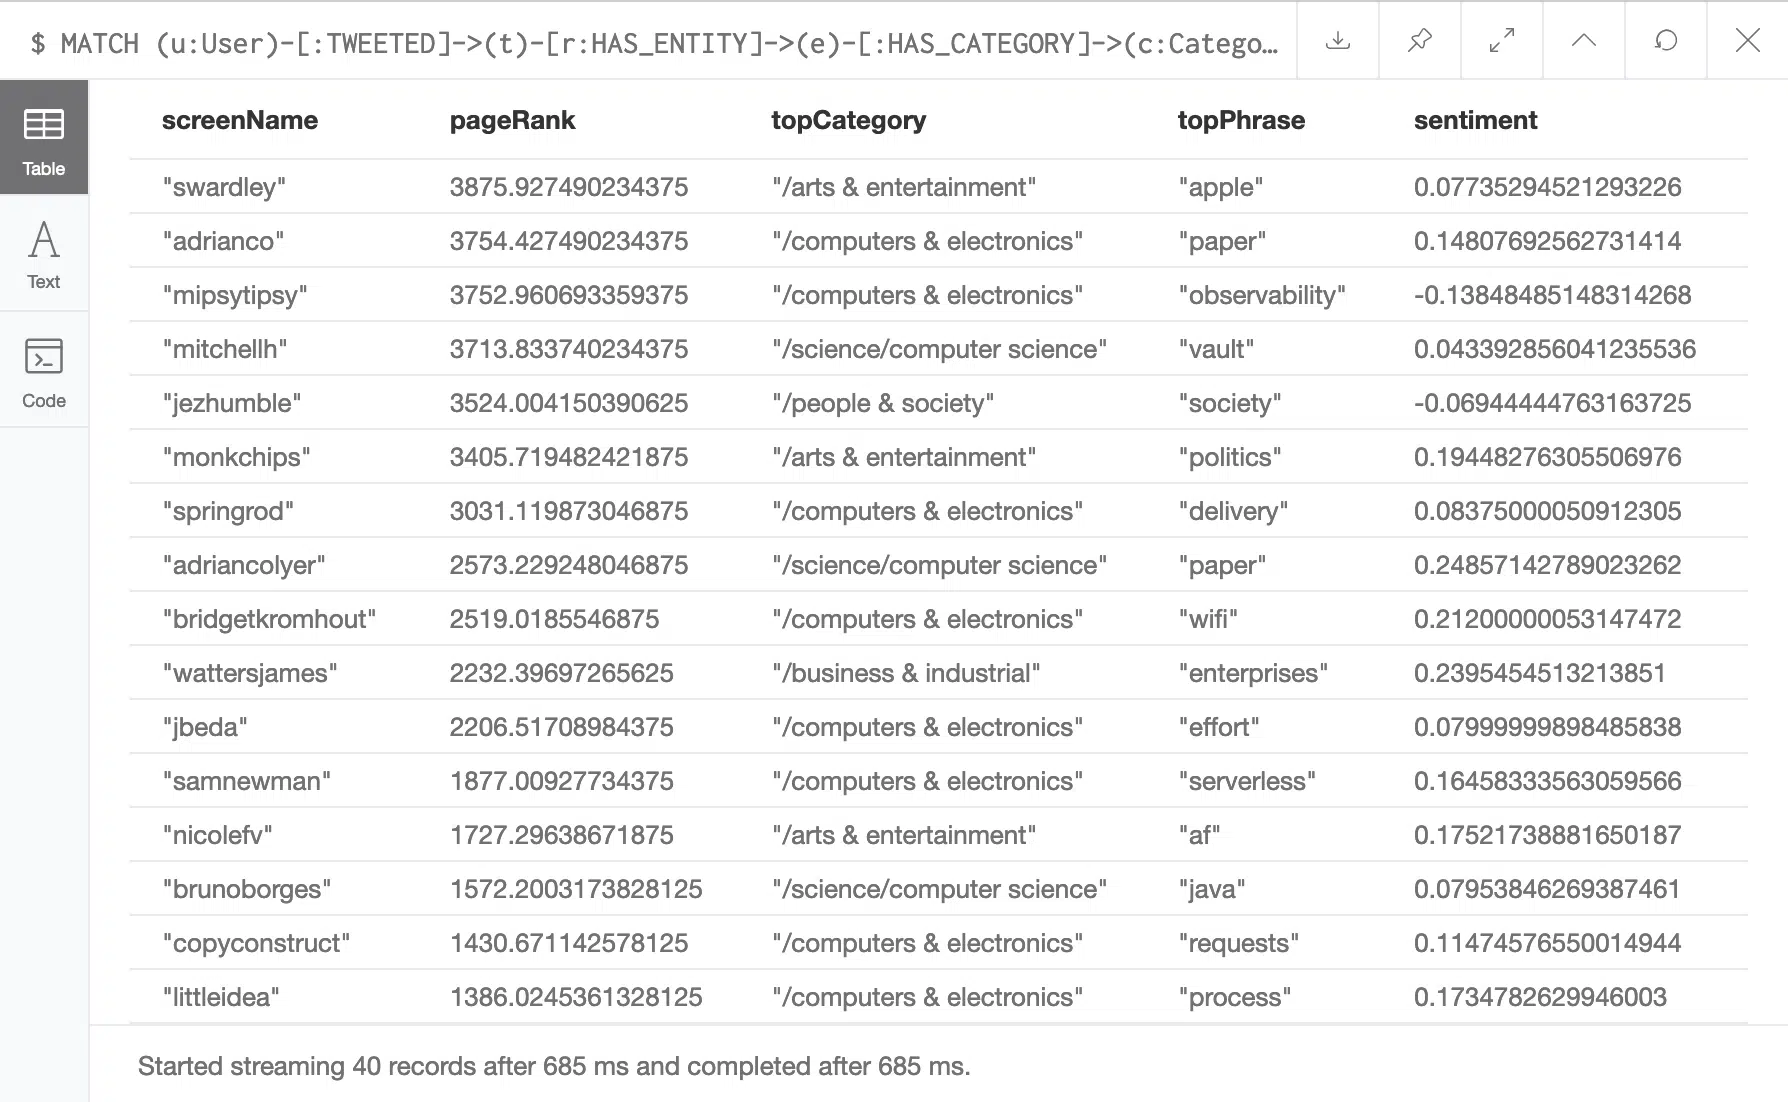 $ MATCH (u:User)-[:TWEETED]->(t)-[r:HAS_ENTITY]->(e)-[:HAS_CATEGORY]->(c:Catego…
Table
Text
Code
screenName pageRank topCategory topPhrase sentiment
"swardley" 3875.927490234375 "/arts & entertainment" "apple" 0.07735294521293226
"adrianco" 3754.427490234375 "/computers & electronics" "paper" 0.14807692562731414
"mipsytipsy" 3752.960693359375 "/computers & electronics" "observability" -0.13848485148314268
"mitchellh" 3713.833740234375 "/science/computer science" "vault" 0.043392856041235536
"jezhumble" 3524.004150390625 "/people & society" "society" -0.06944444763163725
"monkchips" 3405.719482421875 "/arts & entertainment" "politics" 0.19448276305506976
"springrod" 3031.119873046875 "/computers & electronics" "delivery" 0.08375000050912305
"adriancolyer" 2573.229248046875 "/science/computer science" "paper" 0.24857142789023262
"bridgetkromhout" 2519.0185546875 "/computers & electronics" "wifi" 0.21200000053147472
"wattersjames" 2232.39697265625 "/business & industrial" "enterprises" 0.2395454513213851
"jbeda" 2206.51708984375 "/computers & electronics" "effort" 0.07999999898485838
"samnewman" 1877.00927734375 "/computers & electronics" "serverless" 0.16458333563059566
"nicolefv" 1727.29638671875 "/arts & entertainment" "af" 0.17521738881650187
"brunoborges" 1572.2003173828125 "/science/computer science" "java" 0.07953846269387461
"copyconstruct" 1430.671142578125 "/computers & electronics" "requests" 0.11474576550014944
"littleidea" 1386.0245361328125 "/computers & electronics" "process" 0.1734782629946003
Started streaming 40 records after 685 ms and completed after 685 ms.